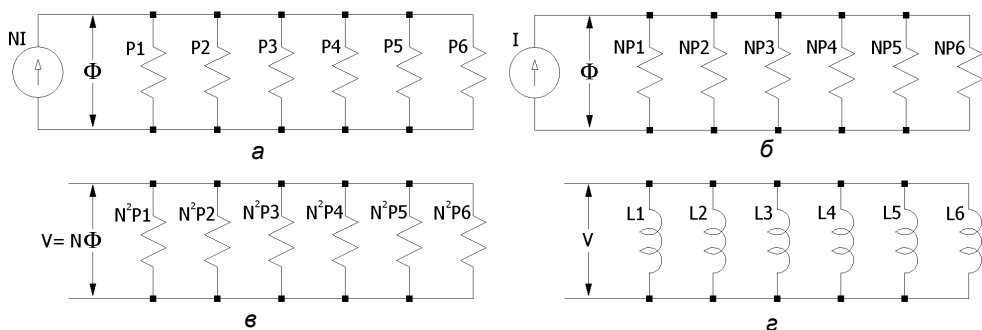 NI Φ P1 P2 P3 P4 P5 P6
а
I Φ NP1 NP2 NP3 NP4 NP5 NP6
б
V= NΦ N²P1 N²P2 N²P3 N²P4 N²P5 N²P6
в
V L1 L2 L3 L4 L5 L6
г